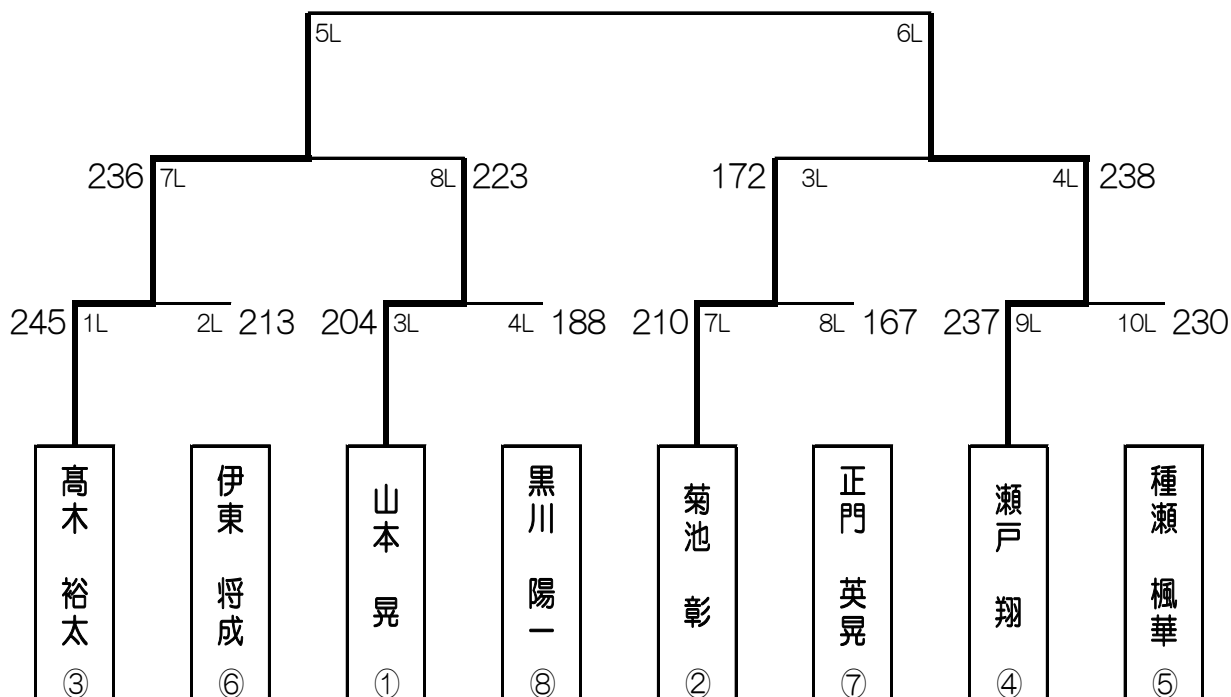 5L 6L
236 7L 8L 223 172 3L 4L 238
245 1L 2L 213 204 3L 4L 188 210 7L 8L 167 237 9L 10L 230
髙木 裕太 ③
伊東 将成 ⑥
山本 晃 ①
黒川 陽一 ⑧
菊池 彰 ②
正門 英晃 ⑦
瀬戸 翔 ④
種瀬 楓華 ⑤